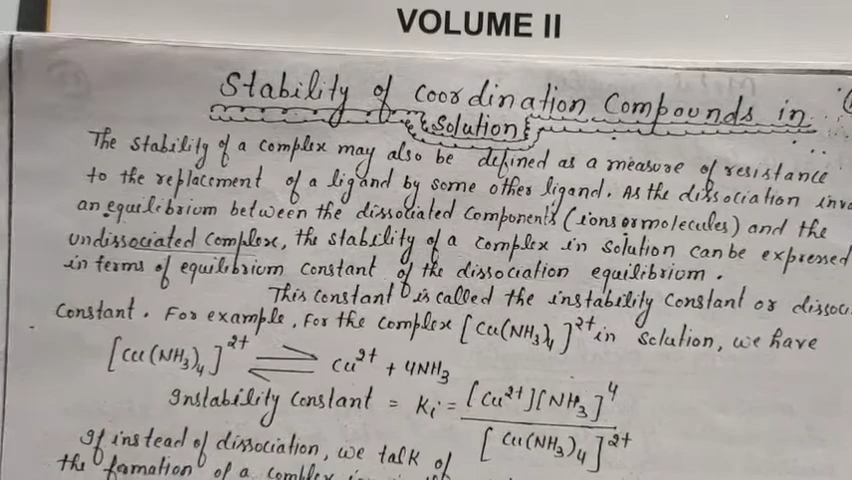 VOLUME II
Stability of Coordination Compounds in
Solution
The stability of a complex may also be defined as a measure of resistance
to the replacement of a ligand by some other ligand. As the dissociation
an equilibrium between the dissociated components (ions or molecules) and the
undissociated complex, the stability of a complex in solution can be expressed
in terms of equilibrium constant of the dissociation equilibrium.
This constant is called the instability constant or
constant. For example, For the complex [Cu(NH3)4]²⁺ in solution, we have
[Cu(NH3)4]²⁺ ⇌ Cu²⁺ + 4NH3
Instability Constant = Ki = [Cu²⁺][NH3]⁴
[Cu(NH3)4]²⁺
If instead of dissociation, we talk of
the formation of a complex